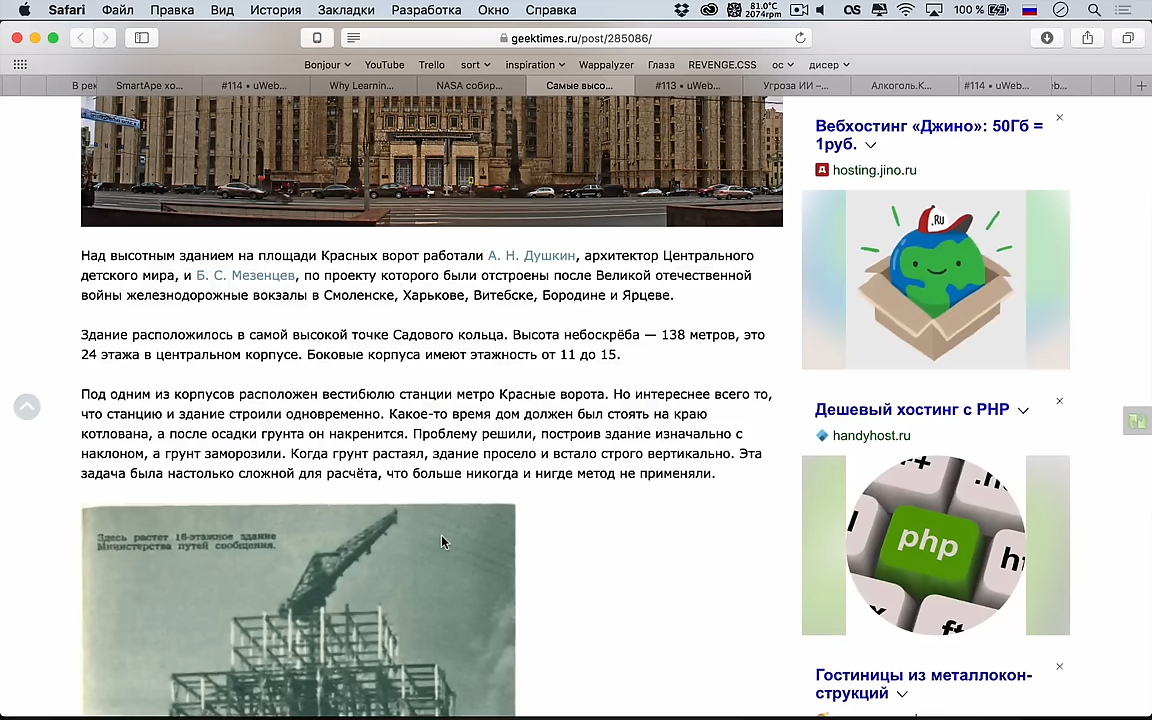 Safari Файл Правка Вид История Закладки Разработка Окно Справка
81.0°C
2074rpm
100 %
geektimes.ru/post/285086/
Bonjour YouTube Trello sort inspiration Wappalyzer Глаза REVENGE.CSS ос дисер
В рек SmartApe хо... #114 • uWeb... Why Learnin... NASA собир... Самые высо... #113 • uWeb... Угроза ИИ –... Алкоголь.К... #114 • uWeb...
Над высотным зданием на площади Красных ворот работали А. Н. Душкин, архитектор Центрального
детского мира, и Б. С. Мезенцев, по проекту которого были отстроены после Великой отечественной
войны железнодорожные вокзалы в Смоленске, Харькове, Витебске, Бородине и Ярцеве.
Здание расположилось в самой высокой точке Садового кольца. Высота небоскрёба — 138 метров, это
24 этажа в центральном корпусе. Боковые корпуса имеют этажность от 11 до 15.
Под одним из корпусов расположен вестибюлю станции метро Красные ворота. Но интереснее всего то,
что станцию и здание строили одновременно. Какое-то время дом должен был стоять на краю
котлована, а после осадки грунта он накренится. Проблему решили, построив здание изначально с
наклоном, а грунт заморозили. Когда грунт растаял, здание просело и встало строго вертикально. Эта
задача была настолько сложной для расчёта, что больше никогда и нигде метод не применяли.
Здесь растет 16-этажное здание
Министерства путей сообщения.
Вебхостинг «Джино»: 50Гб =
1руб.
hosting.jino.ru
.RU
Дешевый хостинг с PHP
handyhost.ru
php
Гостиницы из металлокон-
струкций